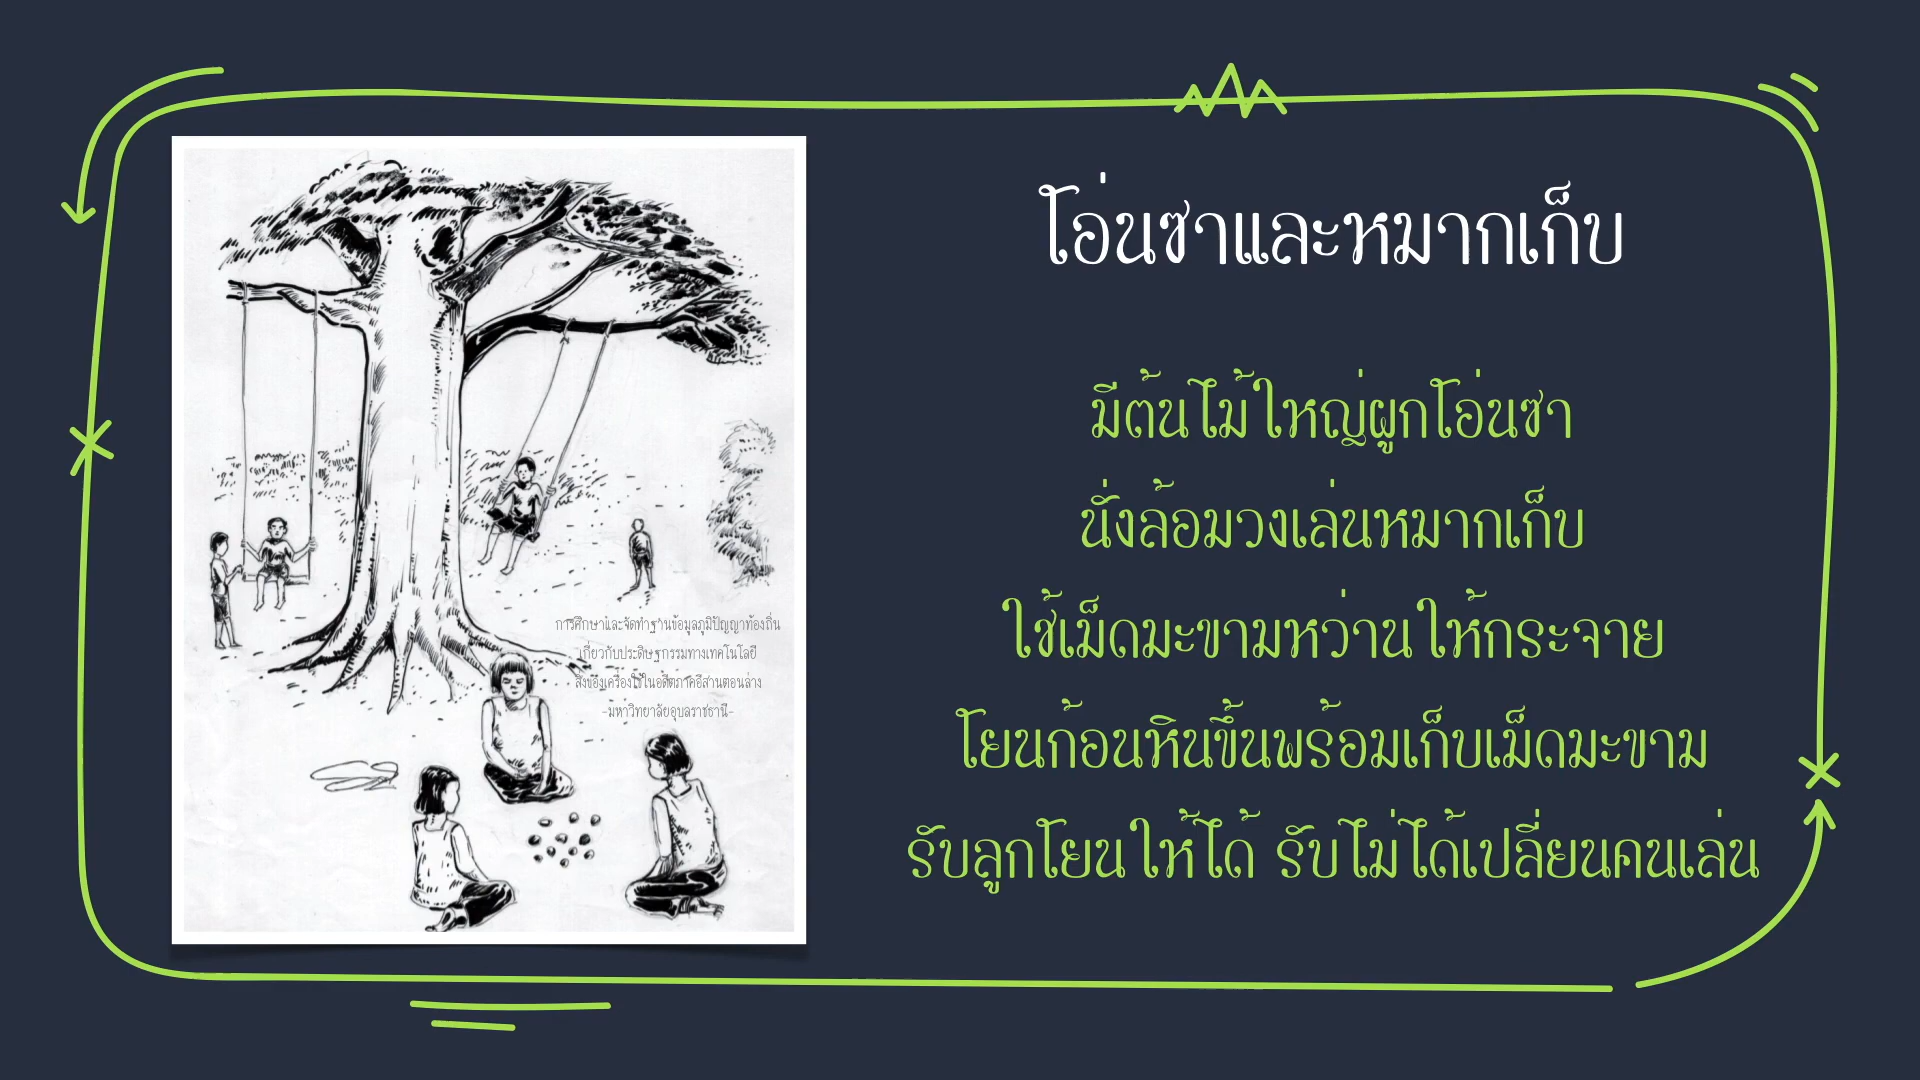 โอ่นซาและหมากเก็บ
มีต้นไม้ใหญ่ผูกโอ่นซา
นั่งล้อมวงเล่นหมากเก็บ
ใช้เม็ดมะขามหว่านให้กระจาย
โยนก้อนหินขึ้นพร้อมเก็บเม็ดมะขาม
รับลูกโยนให้ได้ รับไม่ได้เปลี่ยนคนเล่น
การศึกษาและจัดทำฐานข้อมูลภูมิปัญญาท้องถิ่น
เกี่ยวกับประดิษฐกรรมทางเทคโนโลยี
สิ่งของเครื่องใช้ในอดีตภาคอีสานตอนล่าง
-มหาวิทยาลัยอุบลราชธานี-